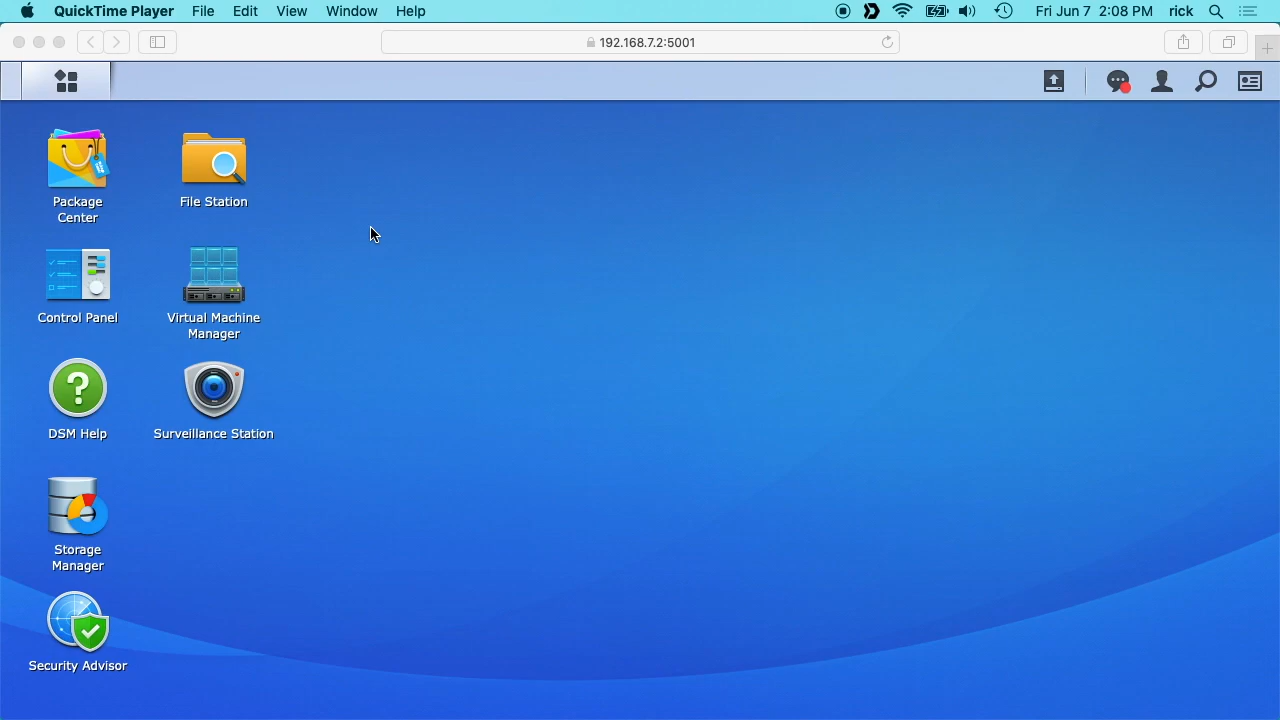 QuickTime Player File Edit View Window Help Fri Jun 7 2:08 PM rick
192.168.7.2:5001
Package
Center
File Station
Control Panel
Virtual Machine
Manager
DSM Help
Surveillance Station
Storage
Manager
Security Advisor